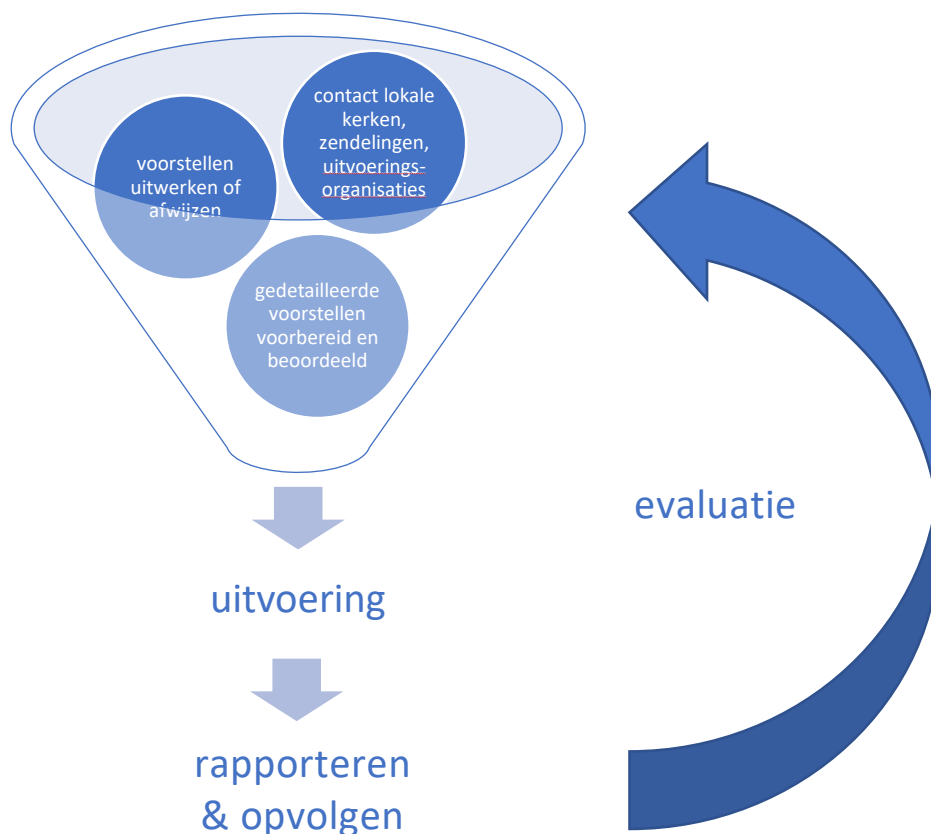 contact lokale
kerken,
zendelingen,
uitvoerings-
organisaties
voorstellen
uitwerken of
afwijzen
gedetailleerde
voorstellen
voorbereid en
beoordeeld
evaluatie
uitvoering
rapporteren
& opvolgen